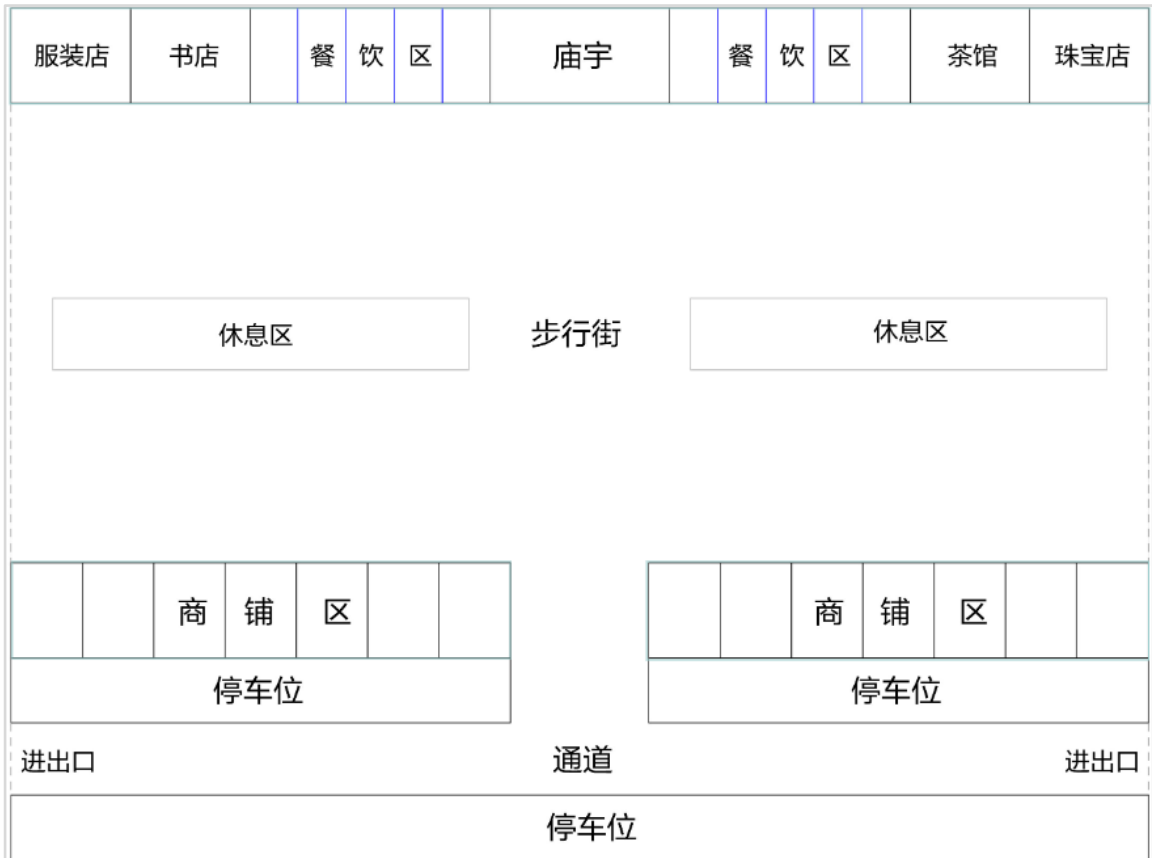 服装店 书店 餐 饮 区 庙宇 餐 饮 区 茶馆 珠宝店
休息区 步行街 休息区
商 铺 区 商 铺 区
停车位 停车位
进出口 通道 进出口
停车位